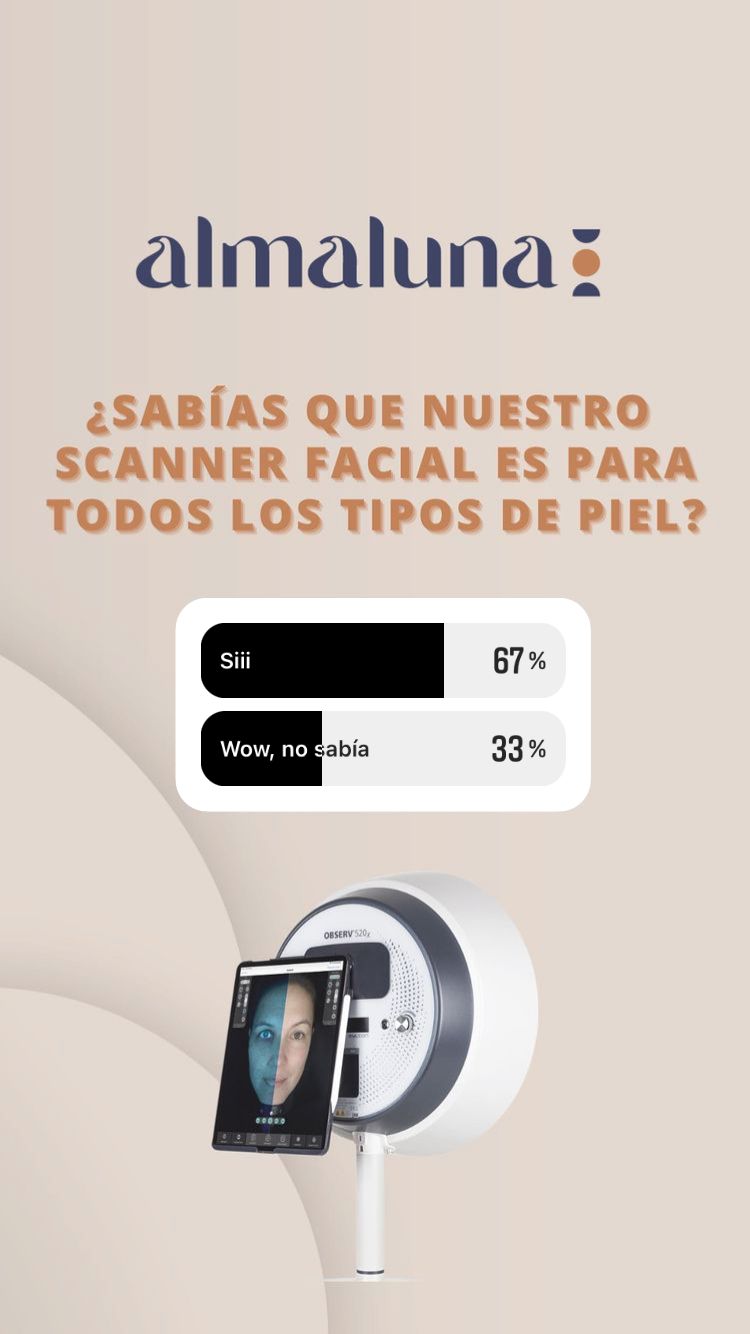 almaluna
¿SABÍAS QUE NUESTRO
SCANNER FACIAL ES PARA
TODOS LOS TIPOS DE PIEL?
Siii 67%
Wow, no sabía 33%
OBSERV® 520x